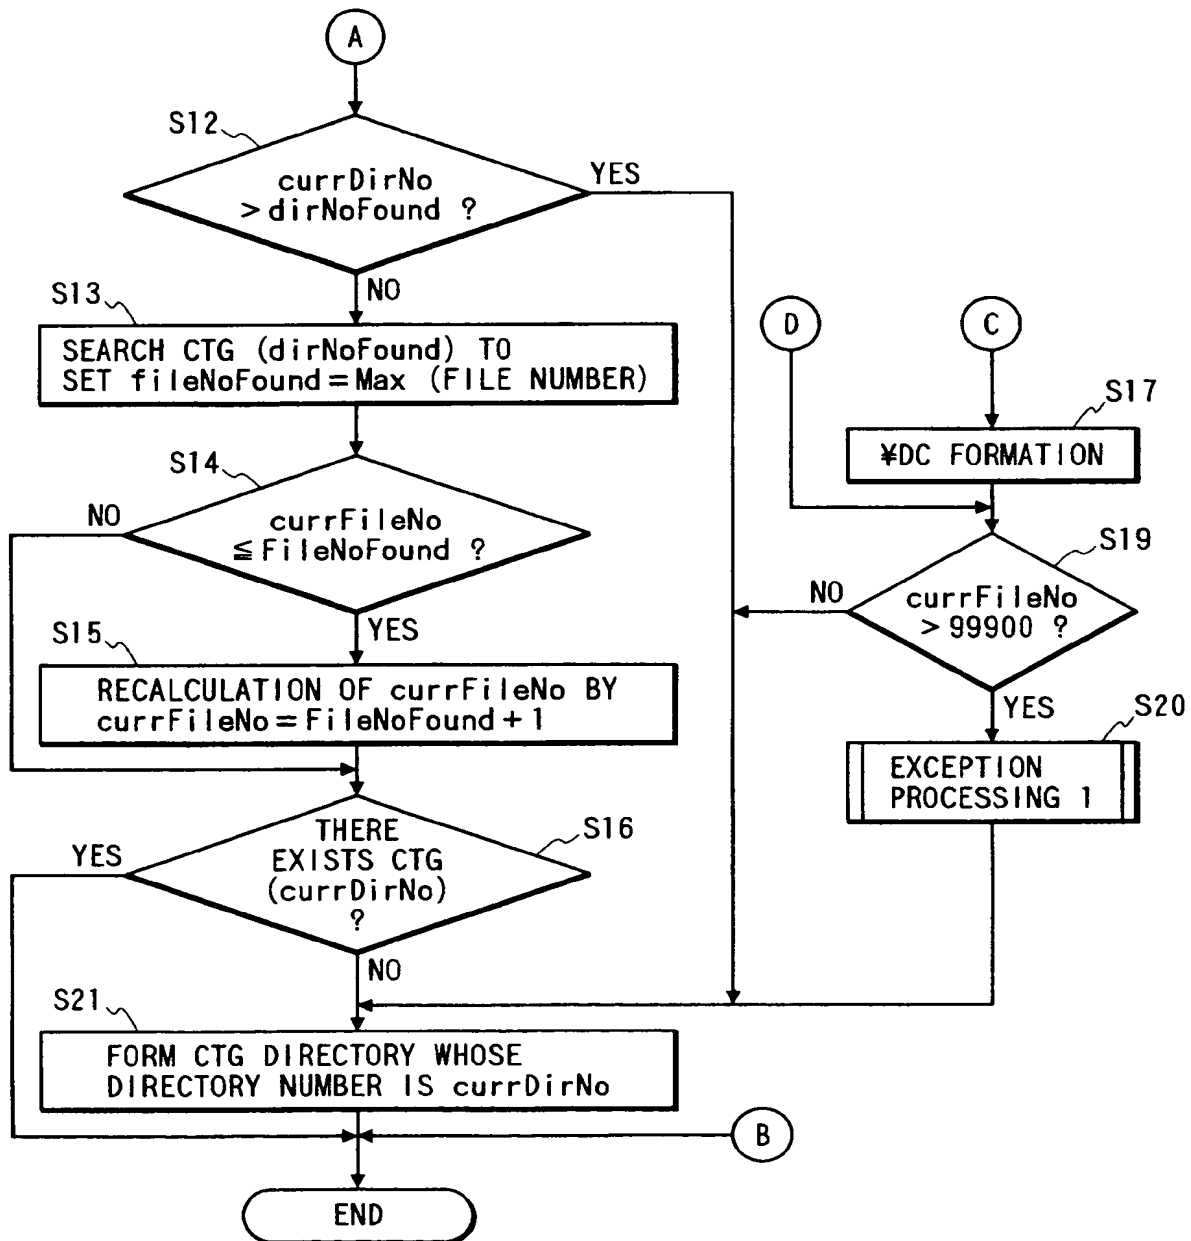 A
S12
currDirNo
> dirNoFound ?
YES
NO
S13
SEARCH CTG (dirNoFound) TO
SET fileNoFound=Max (FILE NUMBER)
S14
NO
currFileNo
≦FileNoFound ?
YES
S15
RECALCULATION OF currFileNo BY
currFileNo=FileNoFound+1
S16
YES
THERE
EXISTS CTG
(currDirNo)
?
NO
S21
FORM CTG DIRECTORY WHOSE
DIRECTORY NUMBER IS currDirNo
B
END
D
C
S17
¥DC FORMATION
S19
NO
currFileNo
> 99900 ?
YES
S20
EXCEPTION
PROCESSING 1